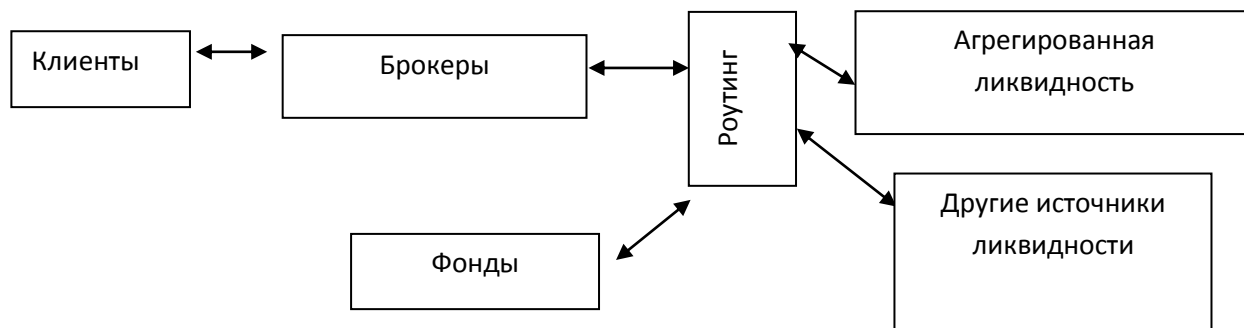 Клиенты
Брокеры
Роутинг
Агрегированная
ликвидность
Другие источники
ликвидности
Фонды